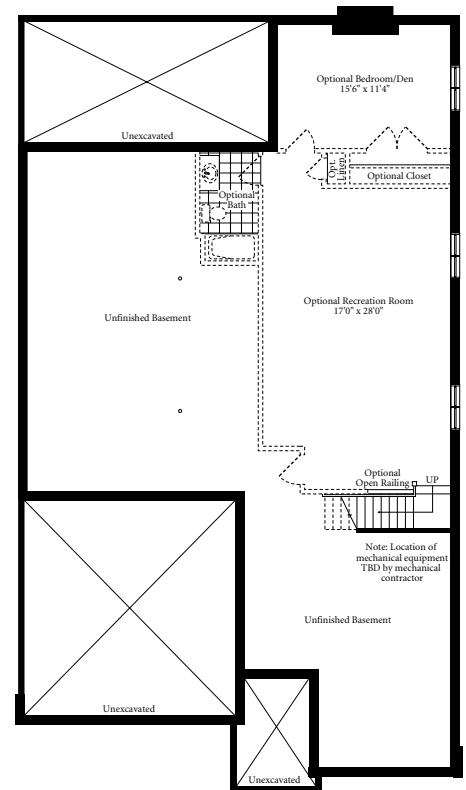 Optional Bedroom/Den
15'6" x 11'4"
Unexcavated
Opt.
Linen
Optional Closet
Optional
Bath
Optional Recreation Room
17'0" x 28'0"
Unfinished Basement
Optional
Open Railing
UP
Note: Location of
mechanical equipment
TBD by mechanical
contractor
Unfinished Basement
Unexcavated
Unexcavated